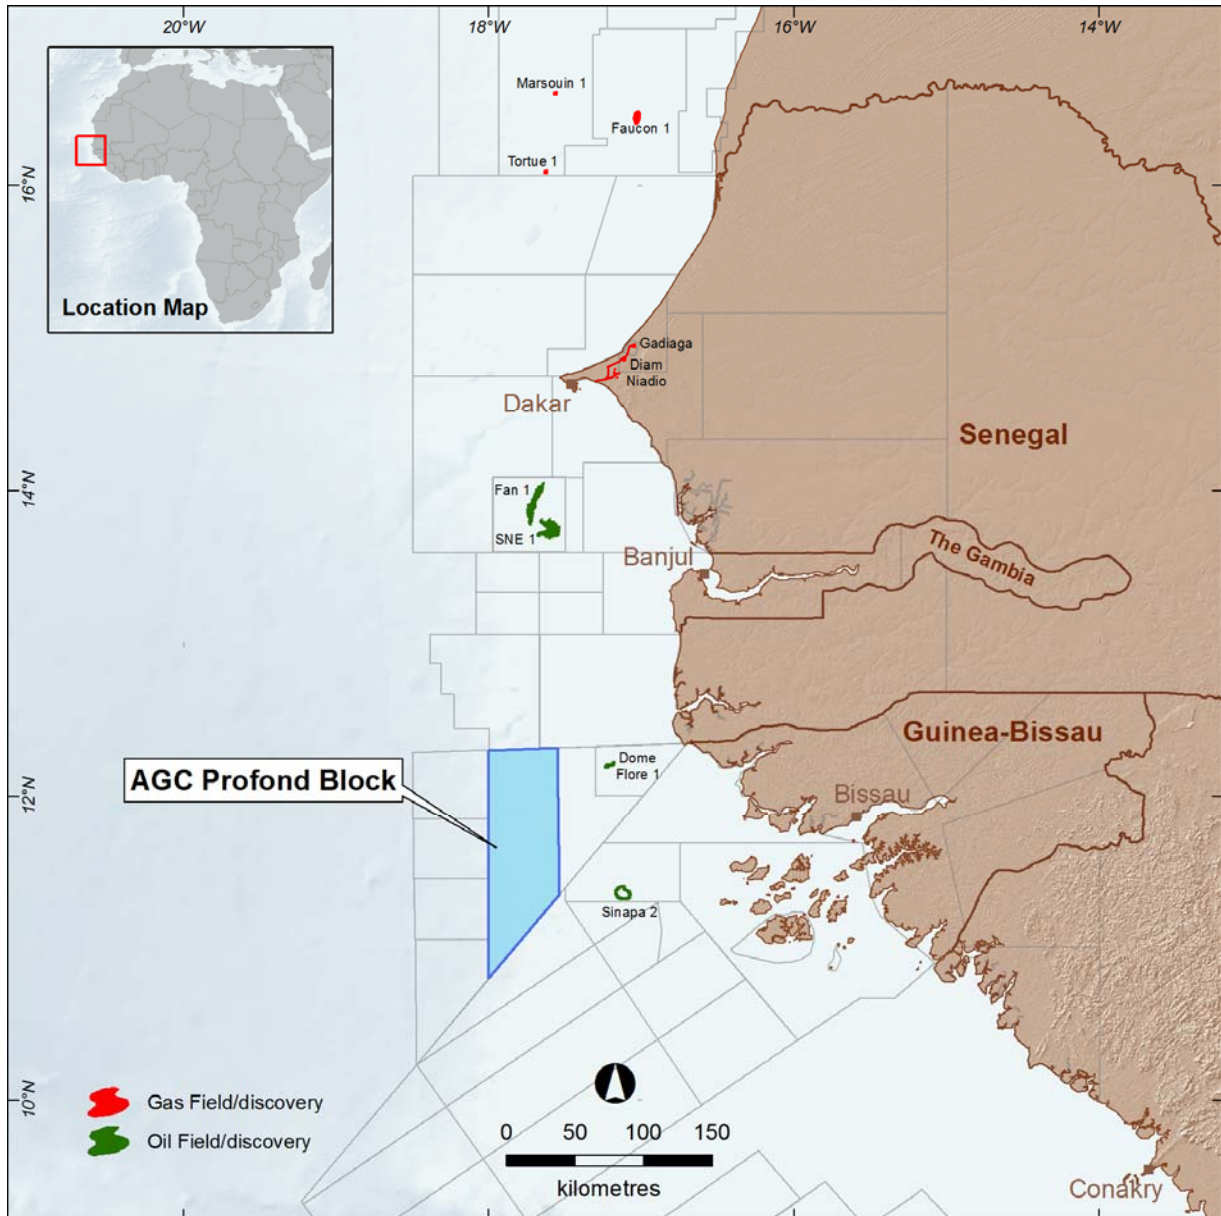 20°W
18°W
16°W
14°W
Location Map
Marsouin 1
Faucon 1
Tortue 1
16°N
Gadiaga
Diam
Niadio
Dakar
Senegal
14°N
Fan 1
SNE 1
Banjul
The Gambia
Guinea-Bissau
AGC Profond Block
Dome
Flore 1
12°N
Bissau
Sinapa 2
10°N
Gas Field/discovery
Oil Field/discovery
0 50 100 150
kilometres
Conakry